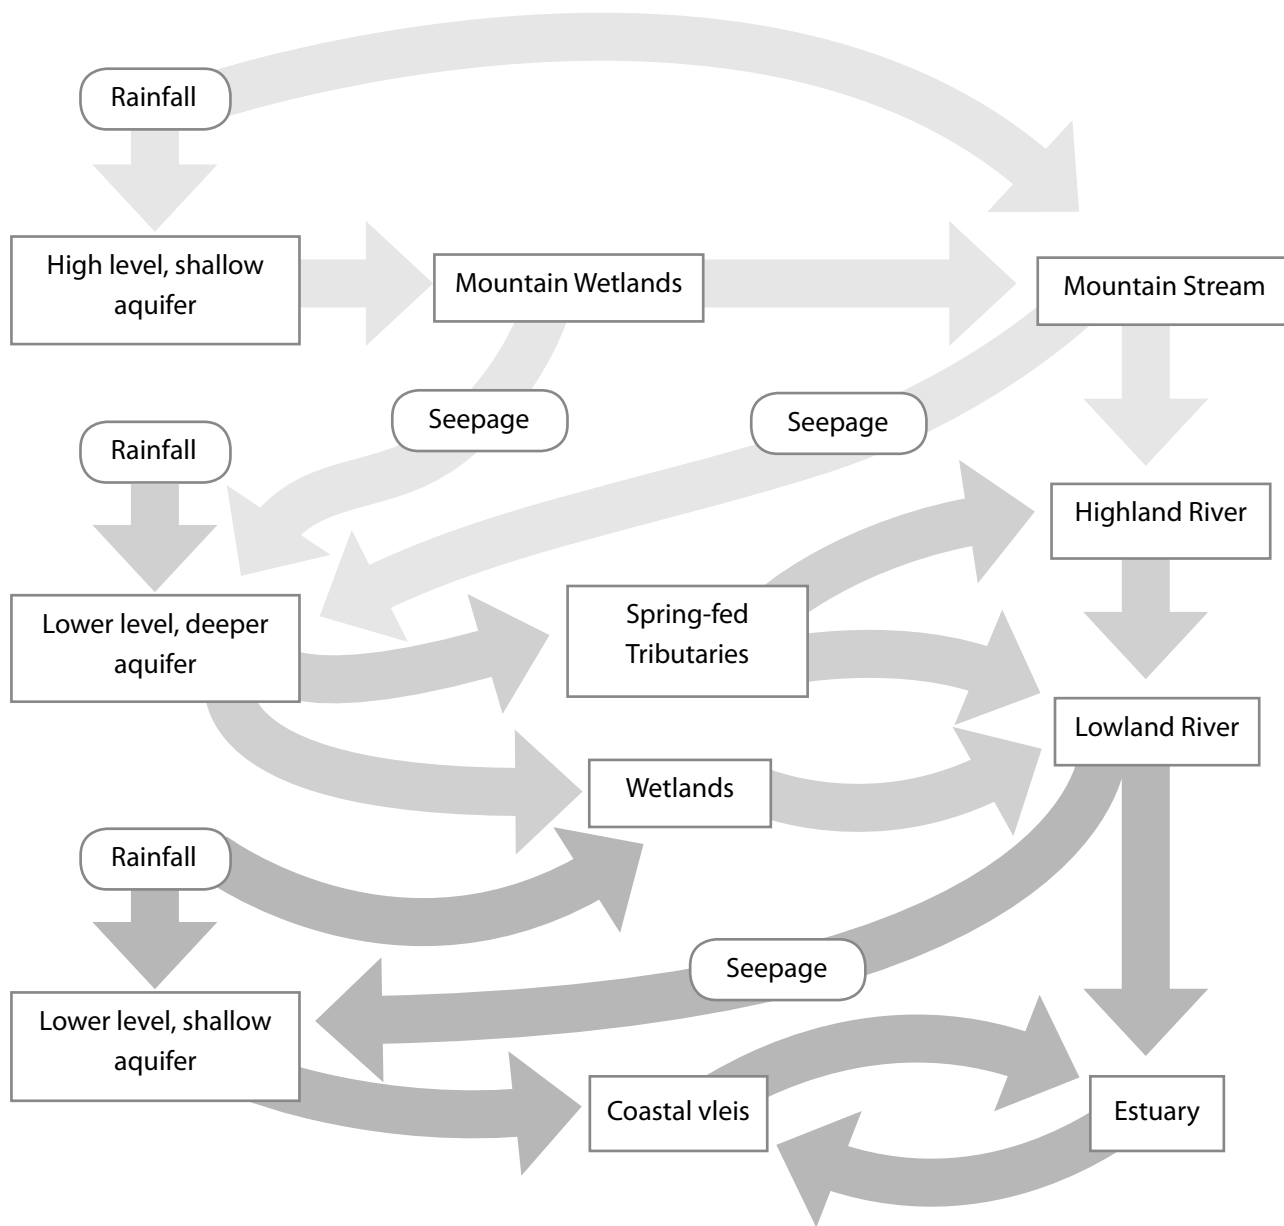 Rainfall
High level, shallow
aquifer
Mountain Wetlands
Mountain Stream
Seepage
Seepage
Rainfall
Highland River
Lower level, deeper
aquifer
Spring-fed
Tributaries
Lowland River
Wetlands
Rainfall
Seepage
Lower level, shallow
aquifer
Coastal vleis
Estuary